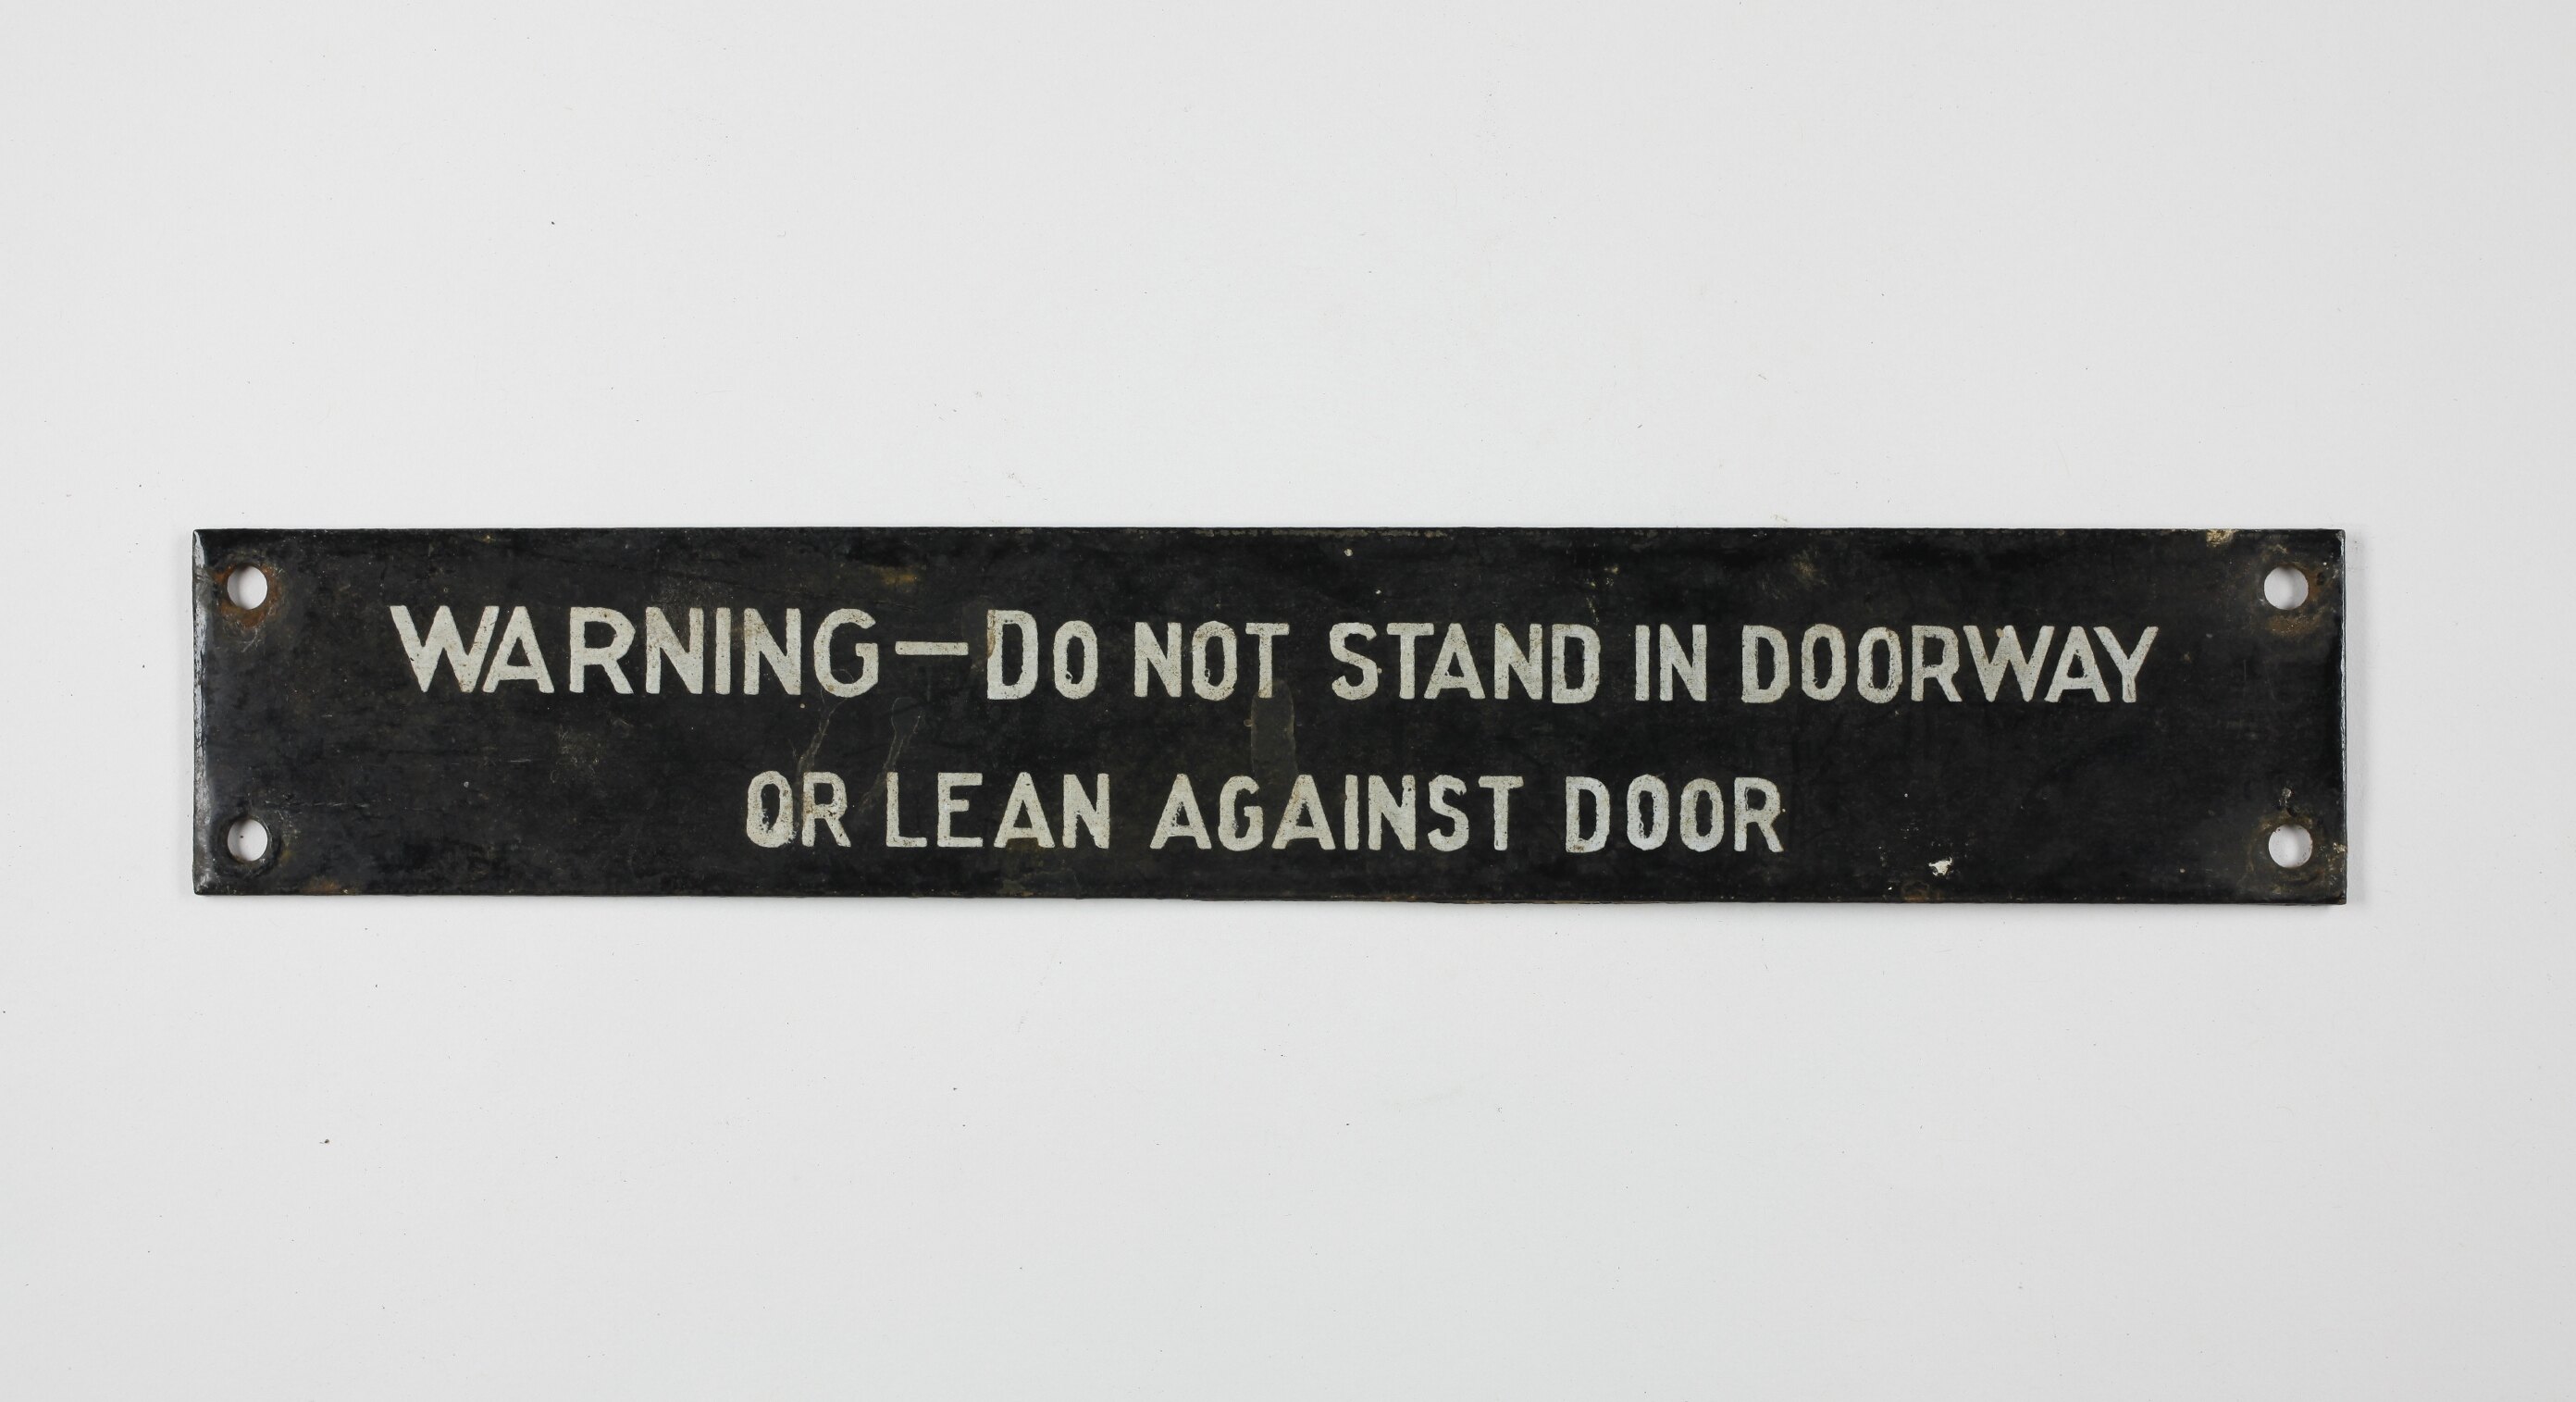 WARNING—DO NOT STAND IN DOORWAY
OR LEAN AGAINST DOOR